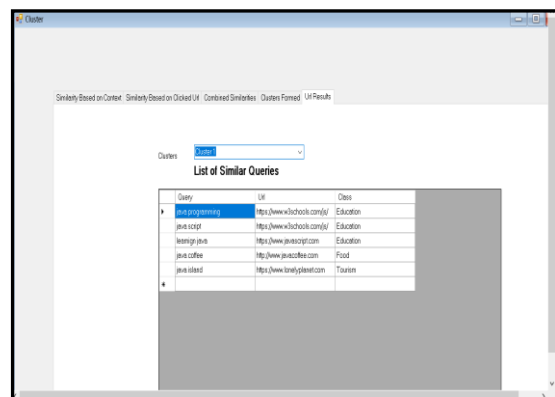 Cluster
Similarity Based on Context Similarity Based on Clicked Url Combined Similarities Clusters Formed Url Results
Clusters Cluster 1
List of Similar Queries
Query Url Class
java programming https://www.w3schools.com/js/ Education
java script https://www.w3schools.com/js/ Education
learnign java https://www.javascript.com Education
java coffee http://www.javacoffee.com Food
java island https://www.lonelyplanet.com Tourism